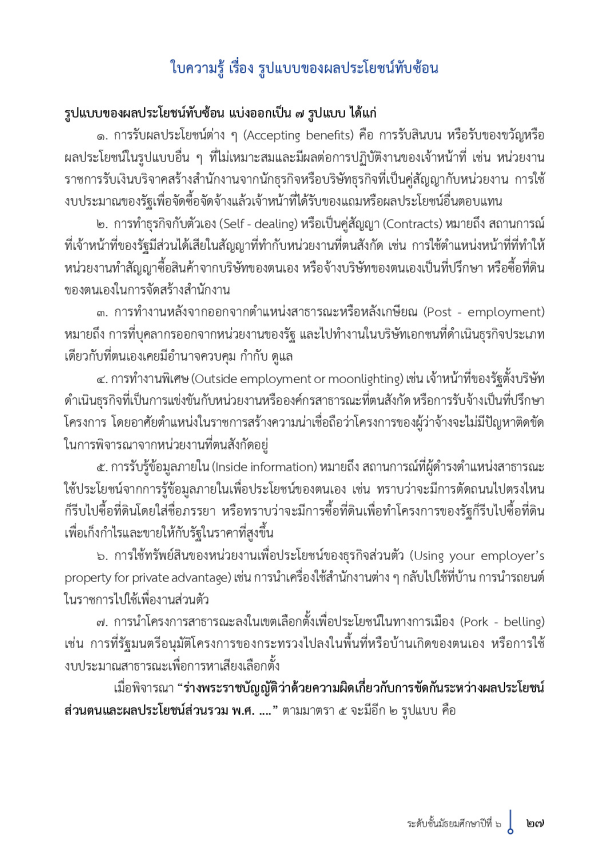 ใบความรู้ เรื่อง รูปแบบของผลประโยชน์ทับซ้อน
รูปแบบของผลประโยชน์ทับซ้อน แบ่งออกเป็น ๗ รูปแบบ ได้แก่
๑. การรับผลประโยชน์ต่าง ๆ (Accepting benefits) คือ การรับสินบน หรือรับของขวัญหรือ
ผลประโยชน์ในรูปแบบอื่น ๆ ที่ไม่เหมาะสมและมีผลต่อการปฏิบัติงานของเจ้าหน้าที่ เช่น หน่วยงาน
ราชการรับเงินบริจาคสร้างสำนักงานจากนักธุรกิจหรือบริษัทธุรกิจที่เป็นคู่สัญญากับหน่วยงาน การใช้
งบประมาณของรัฐเพื่อจัดซื้อจัดจ้างแล้วเจ้าหน้าที่ได้รับของแถมหรือผลประโยชน์อื่นตอบแทน
๒. การทำธุรกิจกับตัวเอง (Self - dealing) หรือเป็นคู่สัญญา (Contracts) หมายถึง สถานการณ์
ที่เจ้าหน้าที่ของรัฐมีส่วนได้เสียในสัญญาที่ทำกับหน่วยงานที่ตนสังกัด เช่น การใช้ตำแหน่งหน้าที่ที่ทำให้
หน่วยงานทำสัญญาซื้อสินค้าจากบริษัทของตนเอง หรือจ้างบริษัทของตนเองเป็นที่ปรึกษา หรือซื้อที่ดิน
ของตนเองในการจัดสร้างสำนักงาน
๓. การทำงานหลังจากออกจากตำแหน่งสาธารณะหรือหลังเกษียณ (Post - employment)
หมายถึง การที่บุคลากรออกจากหน่วยงานของรัฐ และไปทำงานในบริษัทเอกชนที่ดำเนินธุรกิจประเภท
เดียวกับที่ตนเองเคยมีอำนาจควบคุม กำกับ ดูแล
๔. การทำงานพิเศษ (Outside employment or moonlighting) เช่น เจ้าหน้าที่ของรัฐตั้งบริษัท
ดำเนินธุรกิจที่เป็นการแข่งขันกับหน่วยงานหรือองค์กรสาธารณะที่ตนสังกัด หรือการรับจ้างเป็นที่ปรึกษา
โครงการ โดยอาศัยตำแหน่งในราชการสร้างความน่าเชื่อถือว่าโครงการของผู้ว่าจ้างจะไม่มีปัญหาติดขัด
ในการพิจารณาจากหน่วยงานที่ตนสังกัดอยู่
๕. การรับรู้ข้อมูลภายใน (Inside information) หมายถึง สถานการณ์ที่ผู้ดำรงตำแหน่งสาธารณะ
ใช้ประโยชน์จากการรู้ข้อมูลภายในเพื่อประโยชน์ของตนเอง เช่น ทราบว่าจะมีการตัดถนนไปตรงไหน
ก็รีบไปซื้อที่ดินโดยใส่ชื่อภรรยา หรือทราบว่าจะมีการซื้อที่ดินเพื่อทำโครงการของรัฐก็รีบไปซื้อที่ดิน
เพื่อเก็งกำไรและขายให้กับรัฐในราคาที่สูงขึ้น
๖. การใช้ทรัพย์สินของหน่วยงานเพื่อประโยชน์ของธุรกิจส่วนตัว (Using your employer’s
property for private advantage) เช่น การนำเครื่องใช้สำนักงานต่าง ๆ กลับไปใช้ที่บ้าน การนำรถยนต์
ในราชการไปใช้เพื่องานส่วนตัว
๗. การนำโครงการสาธารณะลงในเขตเลือกตั้งเพื่อประโยชน์ในทางการเมือง (Pork - belling)
เช่น การที่รัฐมนตรีอนุมัติโครงการของกระทรวงไปลงในพื้นที่หรือบ้านเกิดของตนเอง หรือการใช้
งบประมาณสาธารณะเพื่อการหาเสียงเลือกตั้ง
เมื่อพิจารณา “ร่างพระราชบัญญัติว่าด้วยความผิดเกี่ยวกับการขัดกันระหว่างผลประโยชน์
ส่วนตนและผลประโยชน์ส่วนรวม พ.ศ. ....” ตามมาตรา ๕ จะมีอีก ๒ รูปแบบ คือ
ระดับชั้นมัธยมศึกษาปีที่ ๖ ๒๗